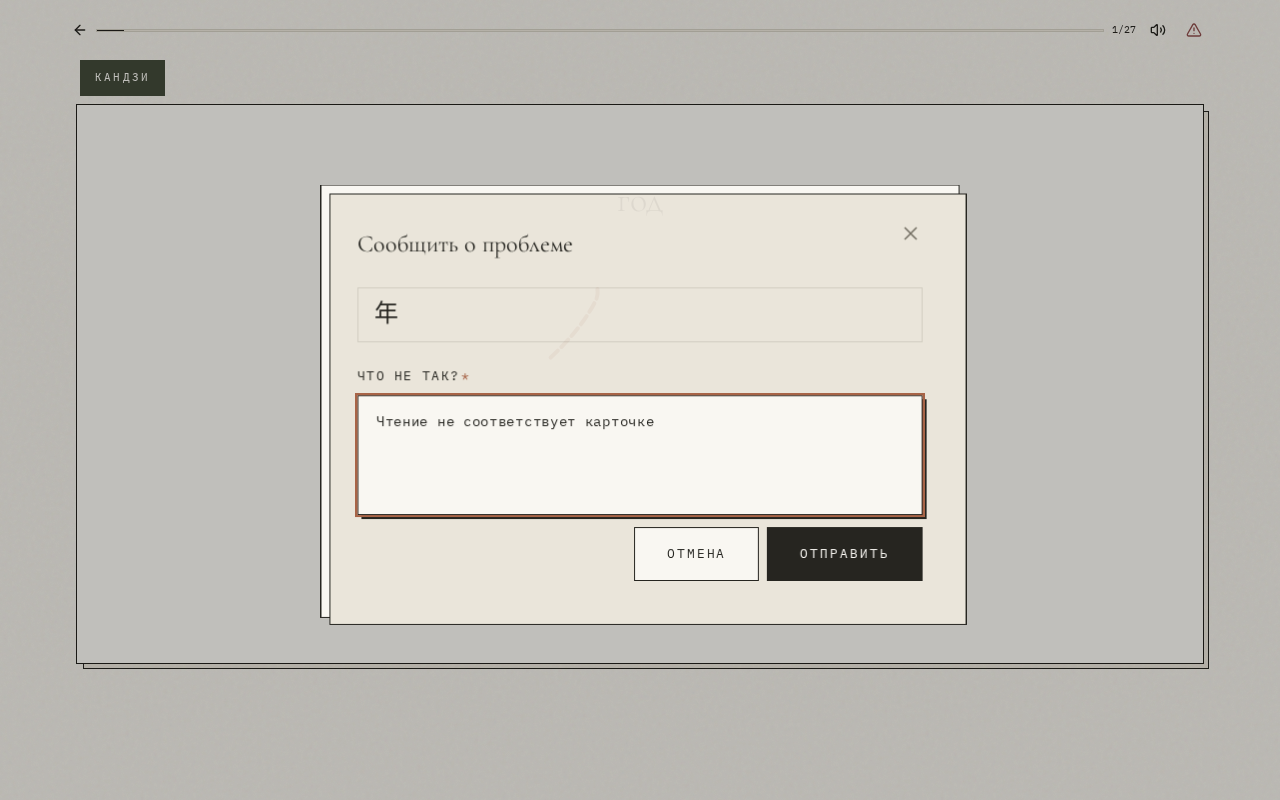 1/27
КАНДЗИ
ГОД
Сообщить о проблеме
年
ЧТО НЕ ТАК?*
Чтение не соответствует карточке
ОТМЕНА
ОТПРАВИТЬ